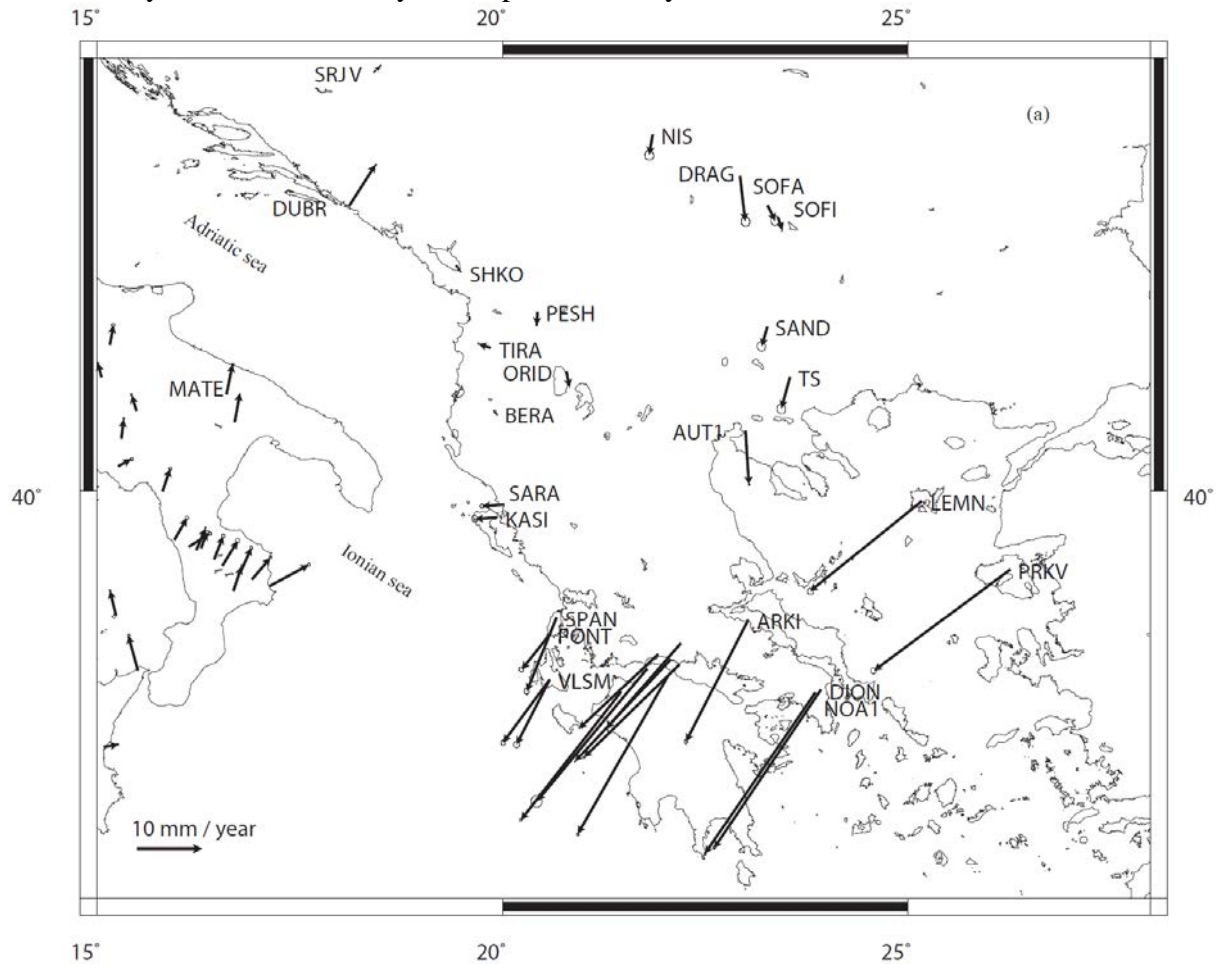 15° 20° 25°
SRJV
(a)
NIS
DRAG
SOFA
SOFI
DUBR
Adriatic sea
SHKO
PESH
SAND
TIRA
ORID
TS
MATE
BERA
AUT1
40° 40°
SARA
LEMN
KASI
Ionian sea
PRKV
SPAN
ARKI
PONT
VLSM
DION
NOA1
10 mm / year
15° 20° 25°